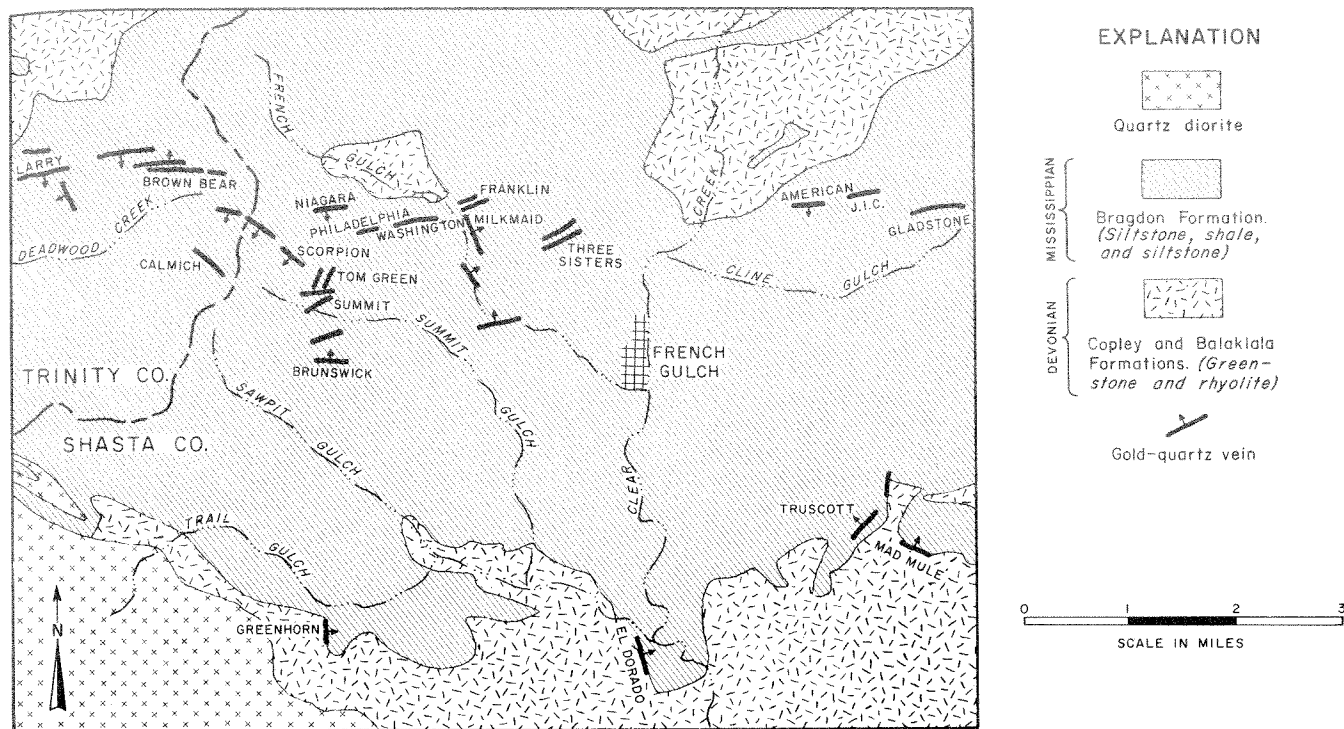 FRENCH
GULCH
LARRY
BROWN BEAR
DEADWOOD CREEK
CALMICH
NIAGARA
PHILADELPHIA
WASHINGTON
FRANKLIN
MILKMAID
SCORPION
TOM GREEN
SUMMIT
THREE
SISTERS
CREEK
AMERICAN
J.I.C.
GLADSTONE
CLINE GULCH
SUMMIT GULCH
BRUNSWICK
FRENCH
GULCH
TRINITY CO.
SHASTA CO.
SAWPIT GULCH
CLEAR
TRAIL GULCH
TRUSCOTT
MAD MULE
GREENHORN
EL DORADO
N
EXPLANATION
Quartz diorite
MISSISSIPPIAN
Bragdon Formation.
(Siltstone, shale,
and siltstone)
DEVONIAN
Copley and Balaklala
Formations. (Green-
stone and rhyolite)
Gold-quartz vein
0 1 2 3
SCALE IN MILES